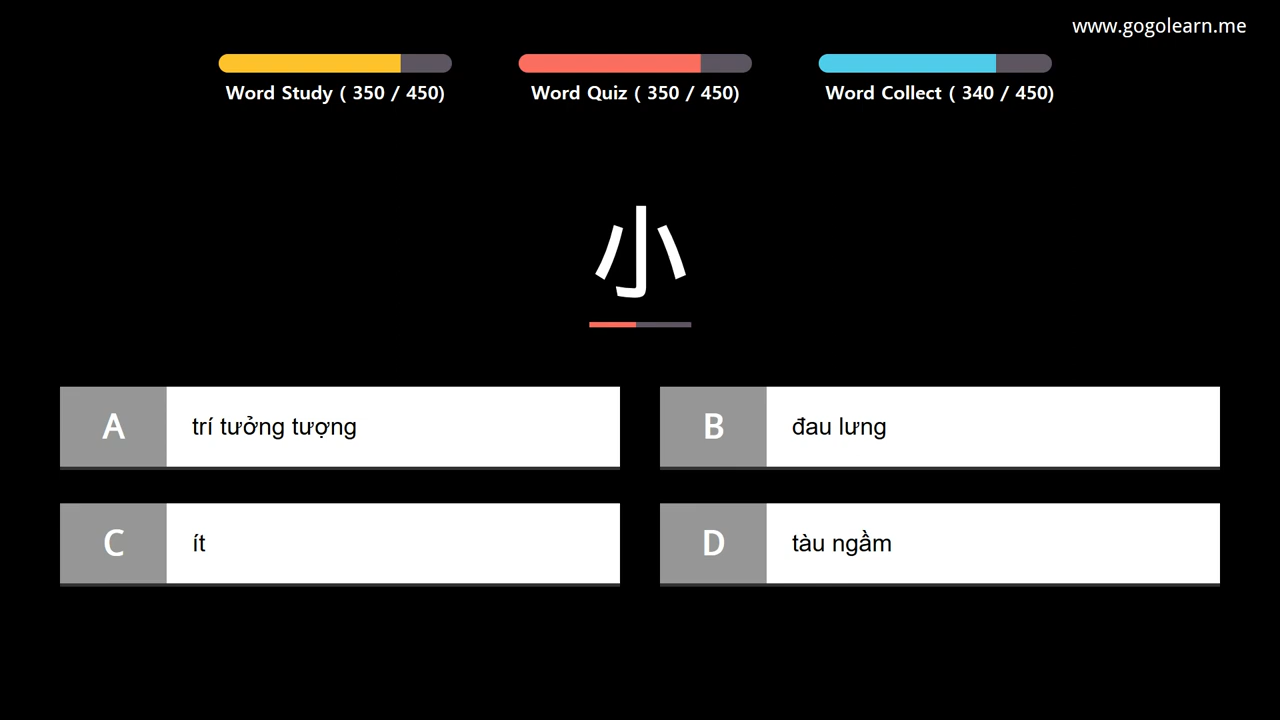 www.gogolearn.me
Word Study ( 350 / 450)
Word Quiz ( 350 / 450)
Word Collect ( 340 / 450)
小
A trí tưởng tượng
B đau lưng
C ít
D tàu ngầm